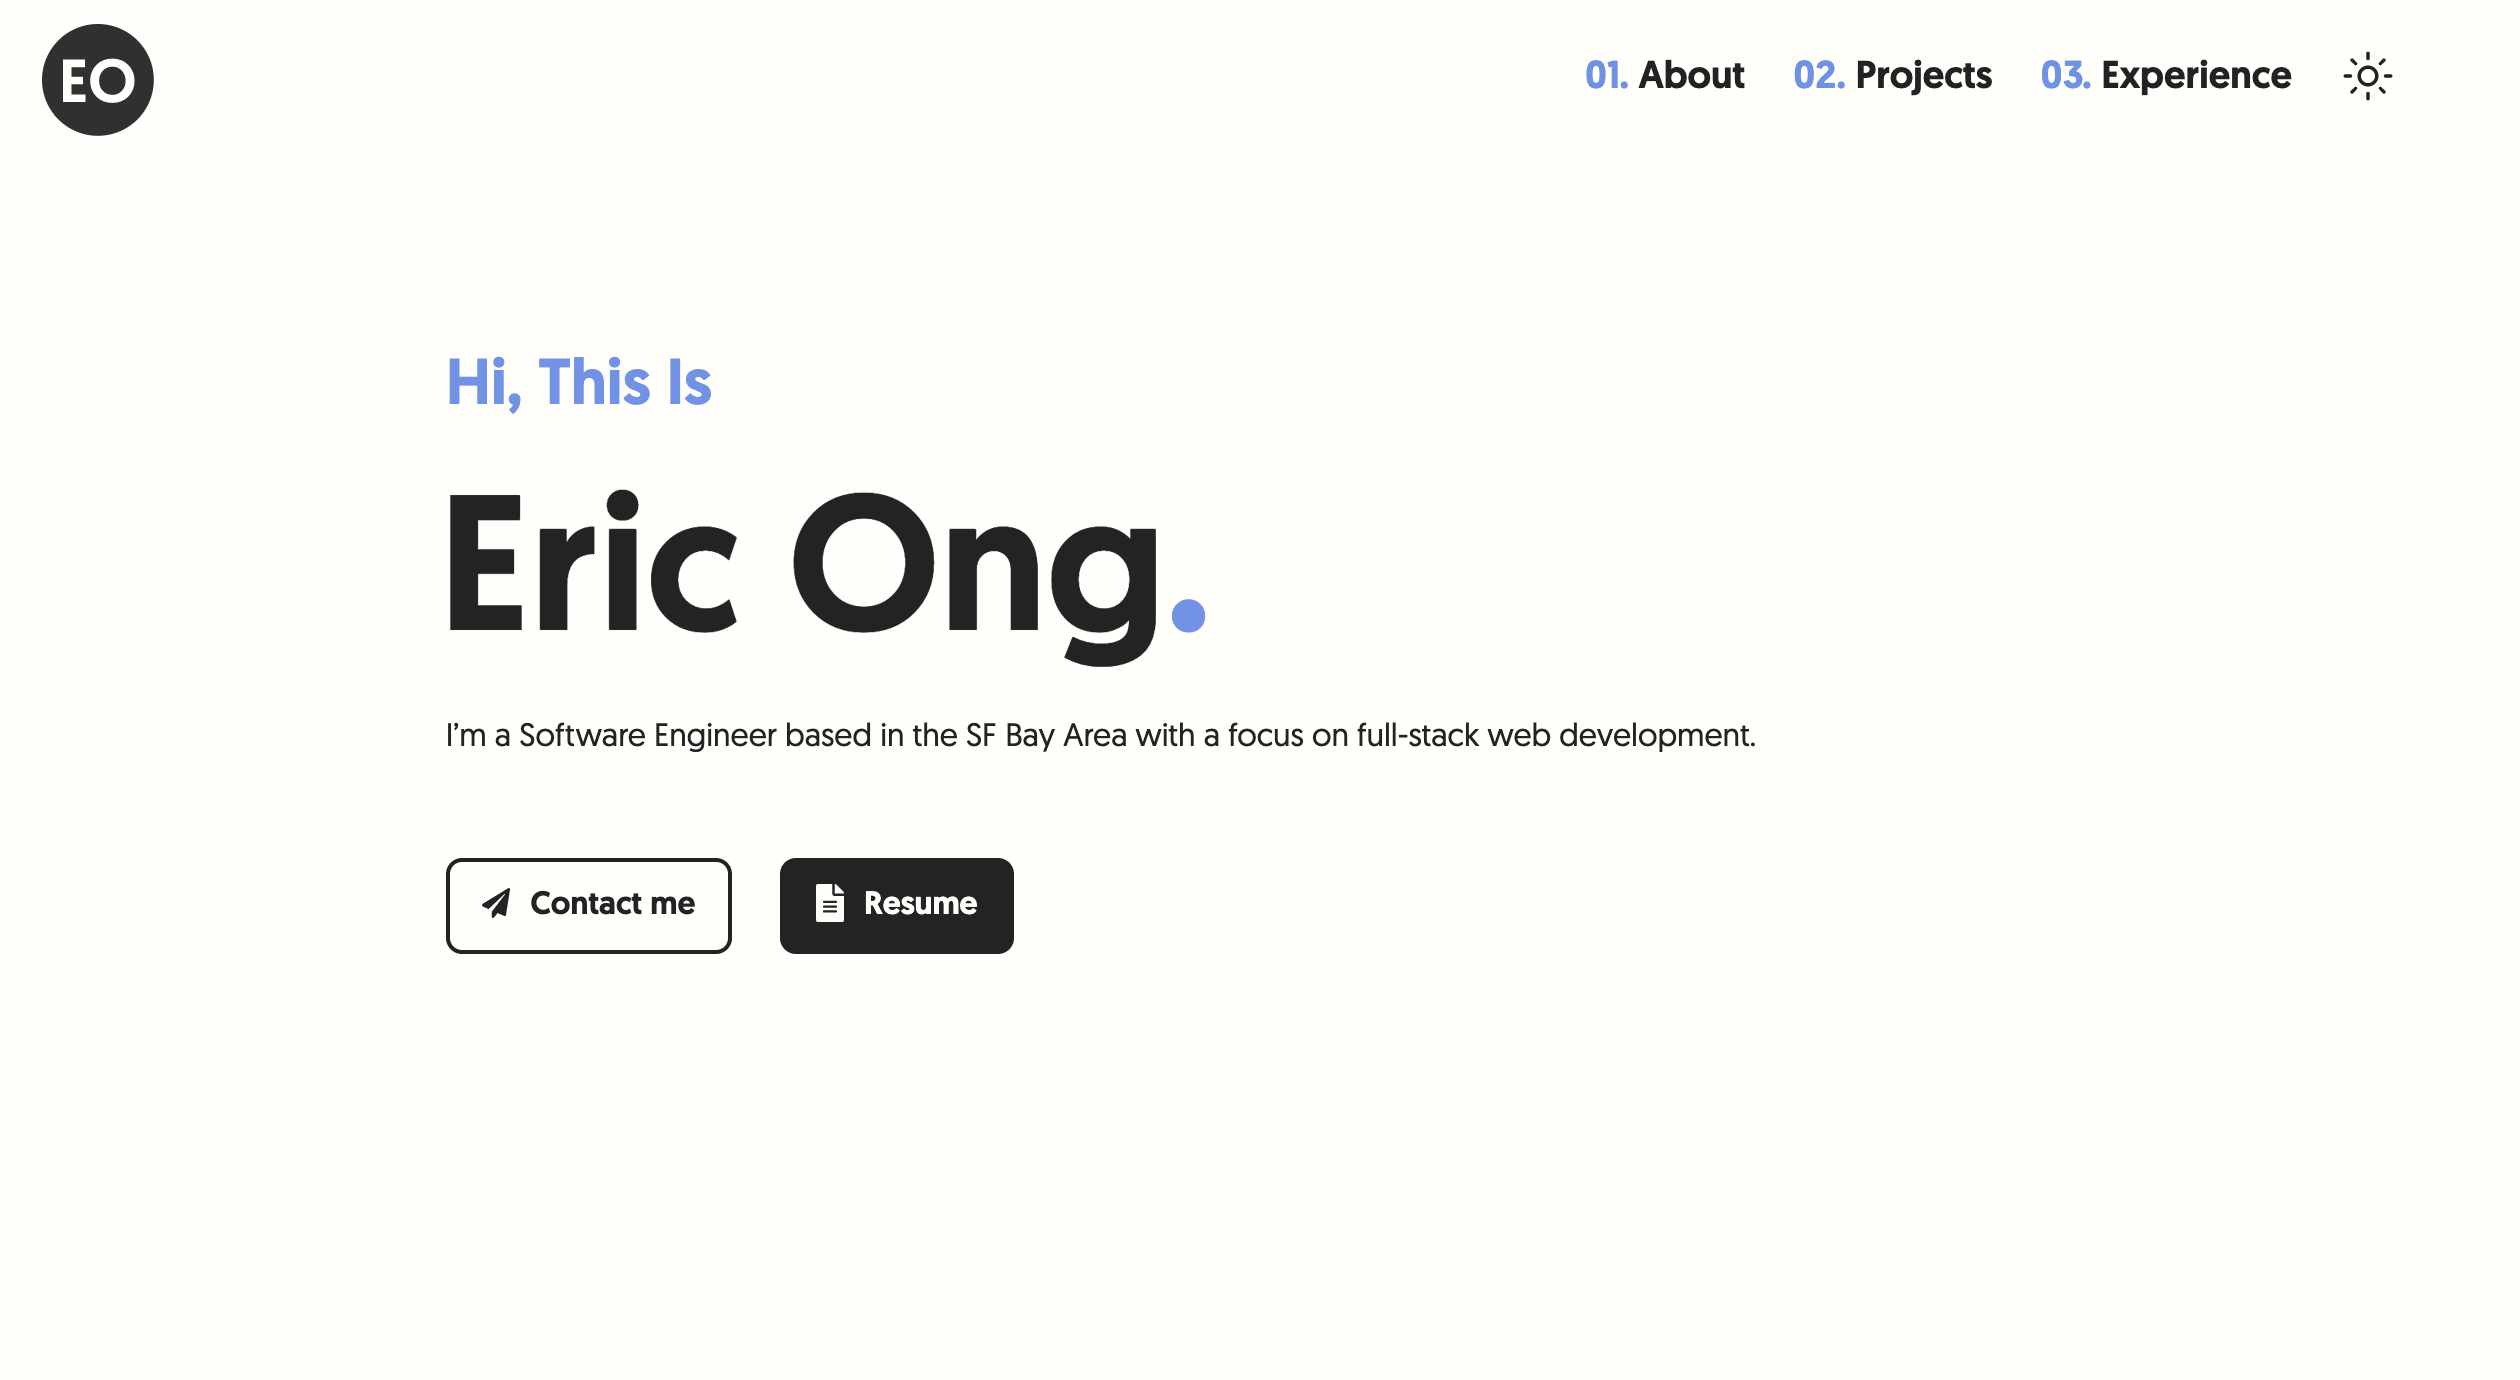 EO
01. About
02. Projects
03. Experience
Hi, This Is
Eric Ong.
I'm a Software Engineer based in the SF Bay Area with a focus on full-stack web development.
Contact me
Resume